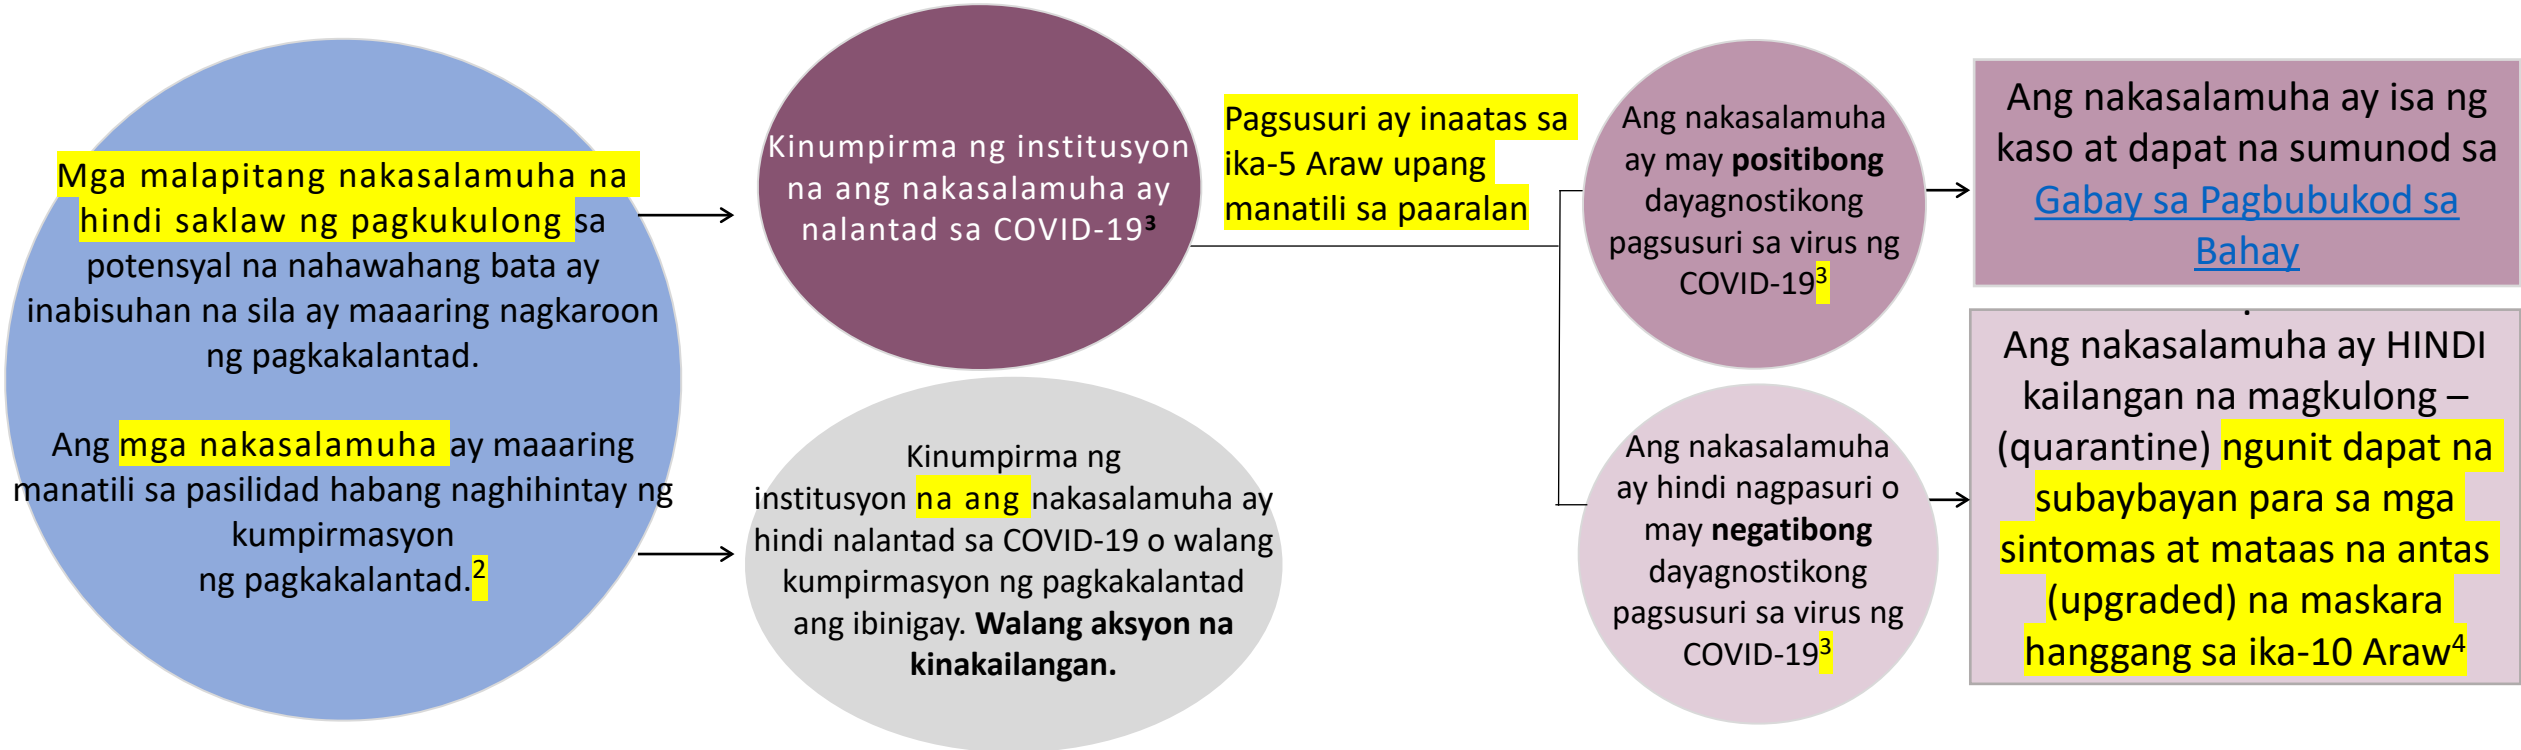 Mga malapitang nakasalamuha na
hindi saklaw ng pagkukulong sa
potensyal na nahawahang bata ay
inabisuhan na sila ay maaaring nagkaroon
ng pagkakalantad.
Ang mga nakasalamuha ay maaaring
manatili sa pasilidad habang naghihintay ng
kumpirmasyon
ng pagkakalantad.2
Kinumpirma ng institusyon
na ang nakasalamuha ay
nalantad sa COVID-193
Kinumpirma ng
institusyon na ang nakasalamuha ay
hindi nalantad sa COVID-19 o walang
kumpirmasyon ng pagkakalantad
ang ibinigay. Walang aksyon na
kinakailangan.
Pagsusuri ay inaatas sa
ika-5 Araw upang
manatili sa paaralan
Ang nakasalamuha
ay may positibong
dayagnostikong
pagsusuri sa virus ng
COVID-193
Ang nakasalamuha
ay hindi nagpasuri o
may negatibong
dayagnostikong
pagsusuri sa virus ng
COVID-193
Ang nakasalamuha ay isa ng
kaso at dapat na sumunod sa
Gabay sa Pagbubukod sa
Bahay
Ang nakasalamuha ay HINDI
kailangan na magkulong –
(quarantine) ngunit dapat na
subaybayan para sa mga
sintomas at mataas na antas
(upgraded) na maskara
hanggang sa ika-10 Araw4